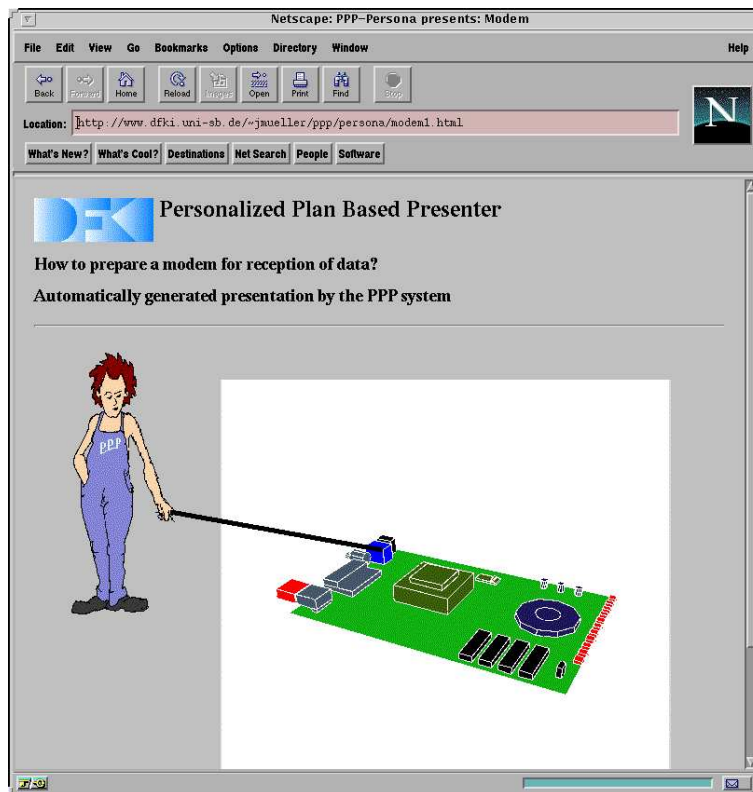 Netscape: PPP-Persona presents: Modem
File Edit View Go Bookmarks Options Directory Window Help
Back Forward Home Reload Images Open Print Find Stop
Location: http://www.dfki.uni-sb.de/~jmueller/ppp/persona/modem1.html
N
What's New? What's Cool? Destinations Net Search People Software
DFKI Personalized Plan Based Presenter
How to prepare a modem for reception of data?
Automatically generated presentation by the PPP system
PPP